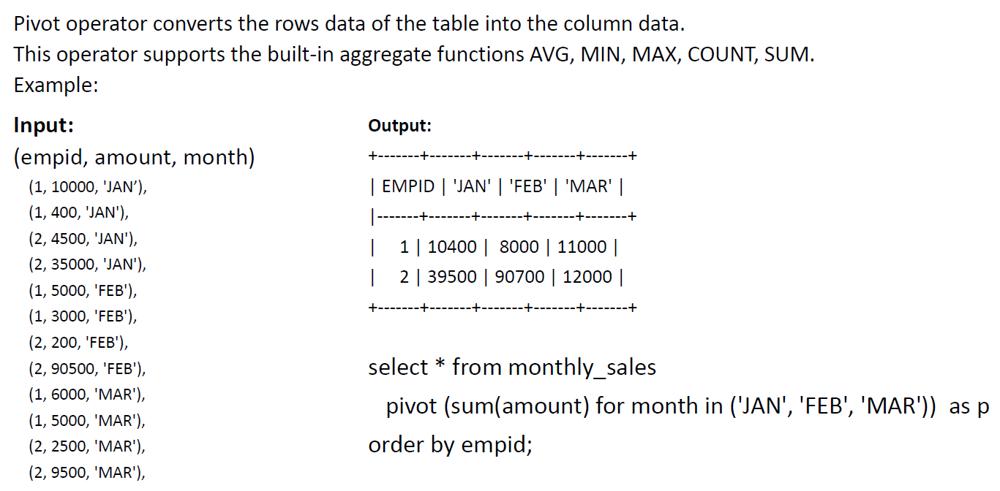 Pivot operator converts the rows data of the table into the column data.
This operator supports the built-in aggregate functions AVG, MIN, MAX, COUNT, SUM.
Example:
Input:
(empid, amount, month)
(1, 10000, 'JAN’),
(1, 400, 'JAN'),
(2, 4500, 'JAN'),
(2, 35000, 'JAN'),
(1, 5000, 'FEB'),
(1, 3000, 'FEB'),
(2, 200, 'FEB'),
(2, 90500, 'FEB'),
(1, 6000, 'MAR'),
(1, 5000, 'MAR'),
(2, 2500, 'MAR'),
(2, 9500, 'MAR'),
Output:
+-------+-------+-------+-------+-------+
| EMPID | 'JAN' | 'FEB' | 'MAR' |
|-------+-------+-------+-------+-------+
| 1 | 10400 | 8000 | 11000 |
| 2 | 39500 | 90700 | 12000 |
+-------+-------+-------+-------+-------+
select * from monthly_sales
pivot (sum(amount) for month in ('JAN', 'FEB', 'MAR')) as p
order by empid;